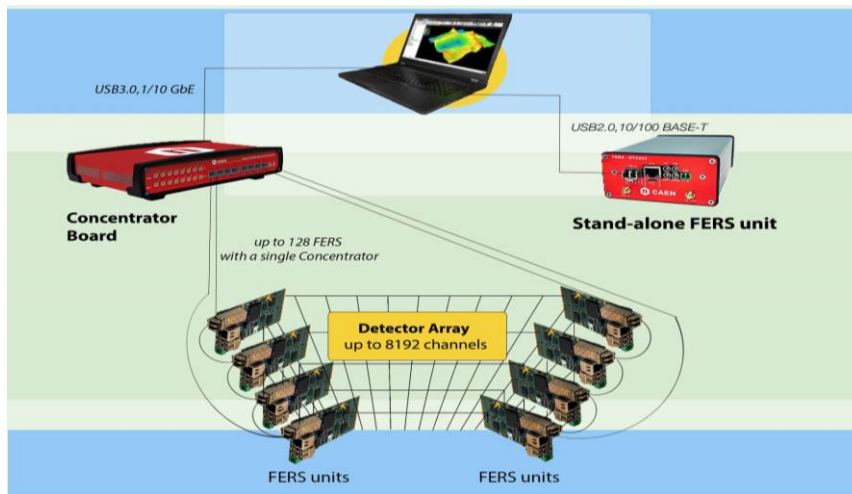 USB3.0,1/10 GbE
USB2.0,10/100 BASE-T
CAEN
CAEN
Concentrator
Board
Stand-alone FERS unit
up to 128 FERS
with a single Concentrator
Detector Array
up to 8192 channels
FERS units
FERS units